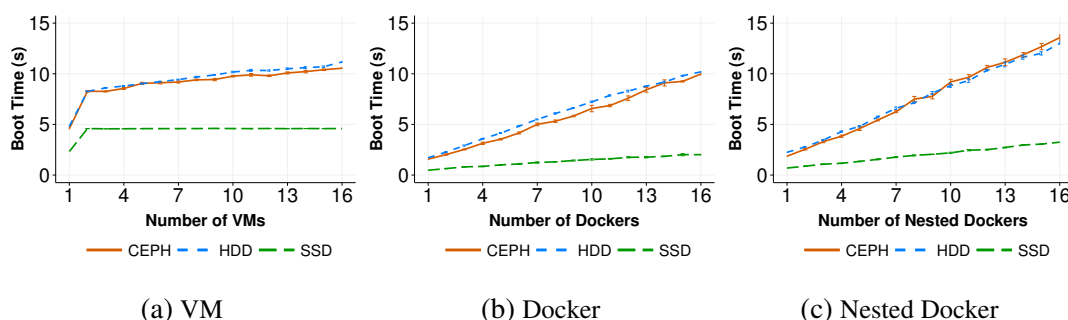 Boot Time (s)
15
10
5
0
1 4 7 10 13 16
Number of VMs
CEPH HDD SSD
(a) VM
Boot Time (s)
15
10
5
0
1 4 7 10 13 16
Number of Dockers
CEPH HDD SSD
(b) Docker
Boot Time (s)
15
10
5
0
1 4 7 10 13 16
Number of Nested Dockers
CEPH HDD SSD
(c) Nested Docker